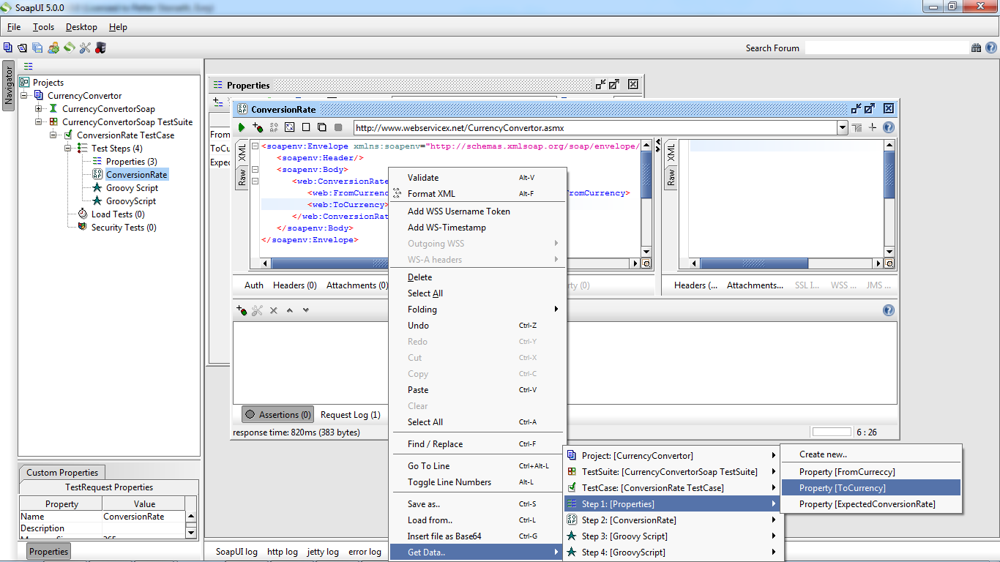 SoapUI 5.0.0
File Tools Desktop Help
Search Forum
Navigator
Projects
CurrencyConvertor
CurrencyConvertorSoap
CurrencyConvertorSoap TestSuite
ConversionRate TestCase
Test Steps (4)
Properties (3)
ConversionRate
Groovy Script
GroovyScript
Load Tests (0)
Security Tests (0)
Custom Properties
TestRequest Properties
Property Value
Name ConversionRate
Description
Properties
Properties
From
ToCu
Expec
ConversionRate
http://www.webservicex.net/CurrencyConvertor.asmx
XML
Raw
<soapenv:Envelope xmlns:soapenv="http://schemas.xmlsoap.org/soap/envelope/
<soapenv:Header/>
<soapenv:Body>
<web:ConversionRate
<web:FromCurrenc FromCurrency>
<web:ToCurrency>
</web:ConversionRat
</soapenv:Body>
</soapenv:Envelope>
XML
Raw
Auth Headers (0) Attachments (0) ty (0)
Headers (... Attachments... SSL I... WSS ... JMS ...
Assertions (0) Request Log (1)
response time: 820ms (383 bytes)
6 : 26
SoapUI log http log jetty log error log
Validate Alt-V
Format XML Alt-F
Add WSS Username Token
Add WS-Timestamp
Outgoing WSS
WS-A headers
Delete
Select All
Folding
Undo Ctrl-Z
Redo Ctrl-Y
Cut Ctrl-X
Copy Ctrl-C
Paste Ctrl-V
Clear
Select All Ctrl-A
Find / Replace Ctrl-F
Go To Line Ctrl+Alt-L
Toggle Line Numbers Alt-L
Save as.. Ctrl-S
Load from.. Ctrl-L
Insert file as Base64 Ctrl-G
Get Data..
Project: [CurrencyConvertor]
TestSuite: [CurrencyConvertorSoap TestSuite]
TestCase: [ConversionRate TestCase]
Step 1: [Properties]
Step 2: [ConversionRate]
Step 3: [Groovy Script]
Step 4: [GroovyScript]
Create new..
Property [FromCurreccy]
Property [ToCurrency]
Property [ExpectedConversionRate]